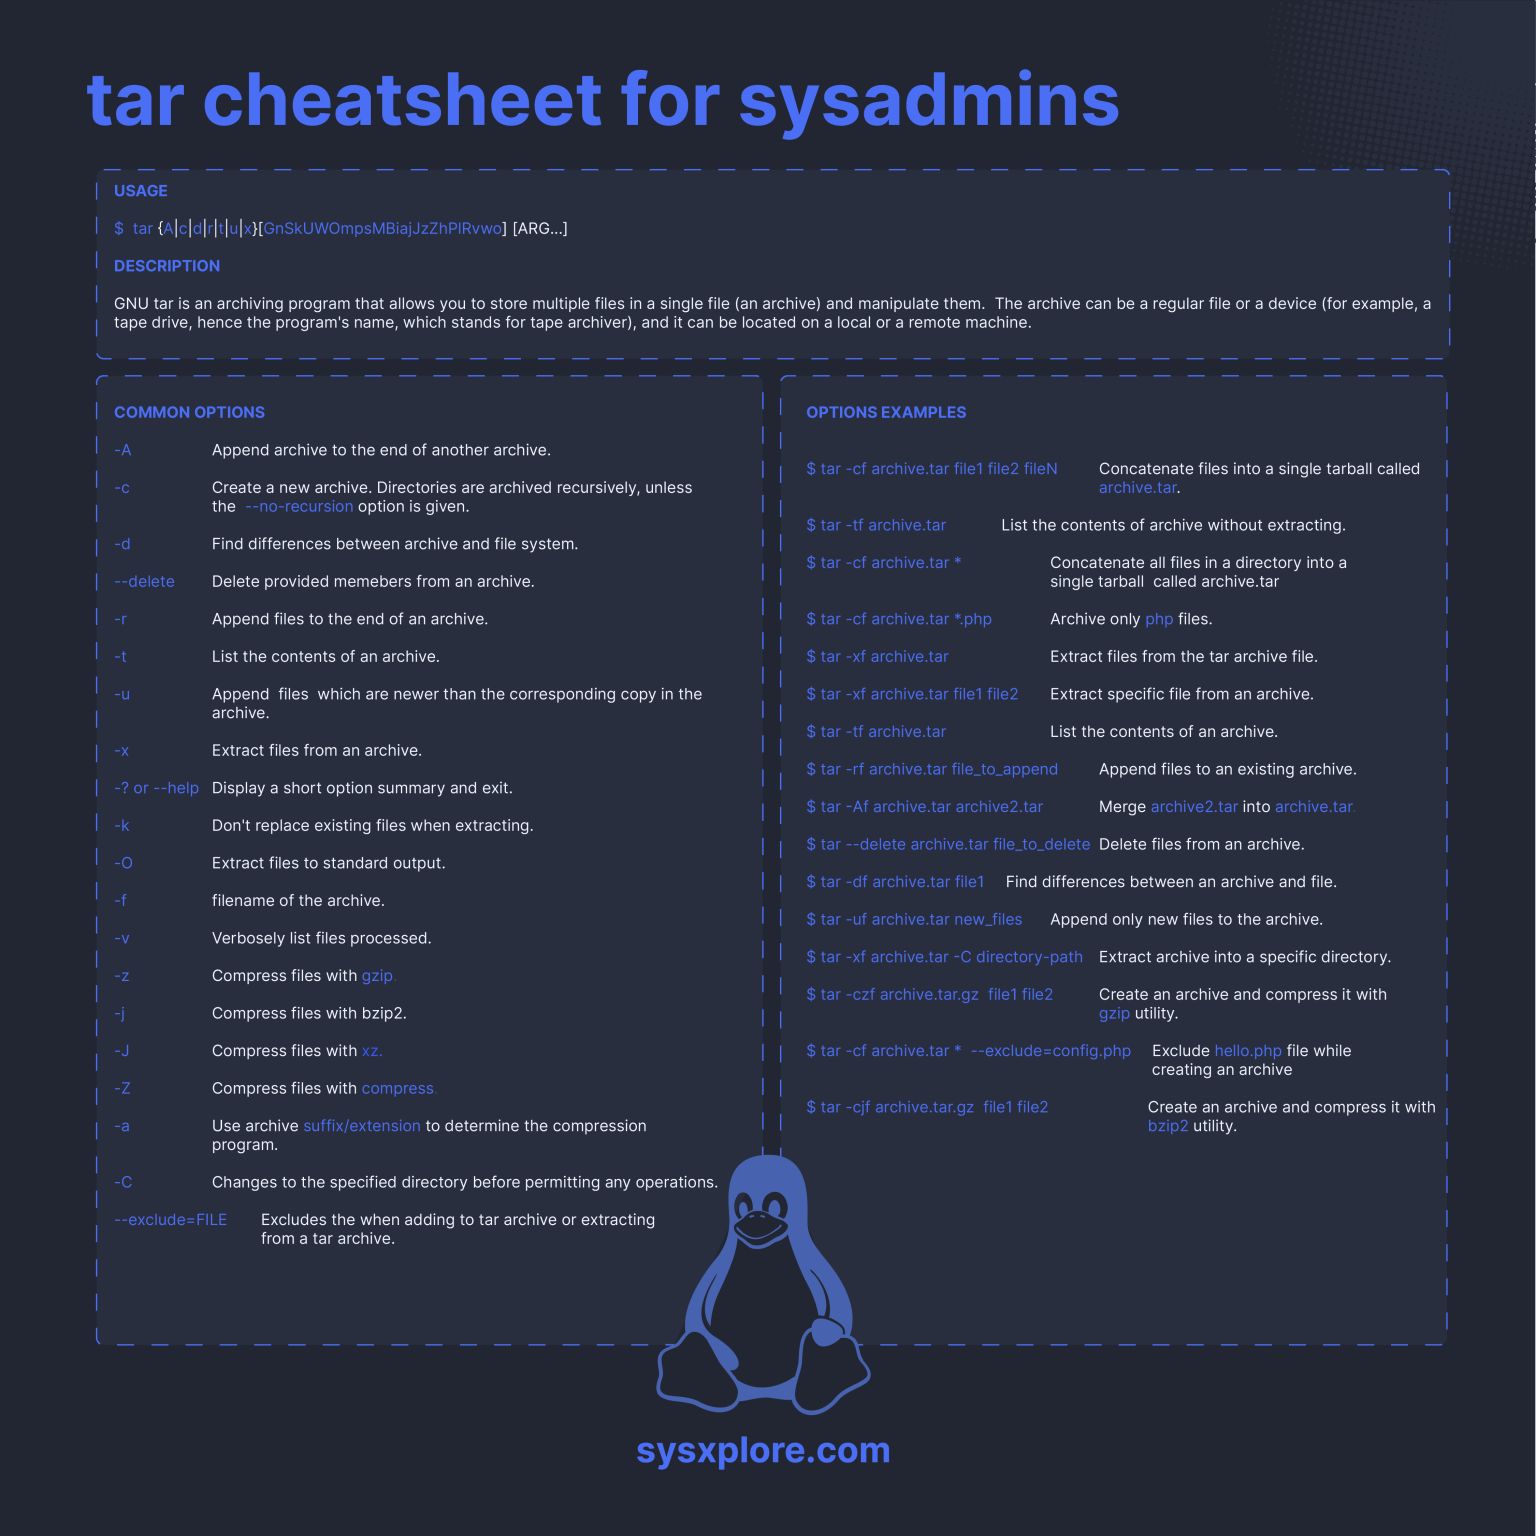 tar cheatsheet for sysadmins
USAGE
$ tar {A|c|d|r|t|u|x}[GnSkUWOmpsMBiajJzZhPlRvwo] [ARG...]
DESCRIPTION
GNU tar is an archiving program that allows you to store multiple files in a single file (an archive) and manipulate them. The archive can be a regular file or a device (for example, a
tape drive, hence the program's name, which stands for tape archiver), and it can be located on a local or a remote machine.
COMMON OPTIONS
-A Append archive to the end of another archive.
-c Create a new archive. Directories are archived recursively, unless
the --no-recursion option is given.
-d Find differences between archive and file system.
--delete Delete provided memebers from an archive.
-r Append files to the end of an archive.
-t List the contents of an archive.
-u Append files which are newer than the corresponding copy in the
archive.
-x Extract files from an archive.
-? or --help Display a short option summary and exit.
-k Don't replace existing files when extracting.
-O Extract files to standard output.
-f filename of the archive.
-v Verbosely list files processed.
-z Compress files with gzip.
-j Compress files with bzip2.
-J Compress files with xz.
-Z Compress files with compress.
-a Use archive suffix/extension to determine the compression
program.
-C Changes to the specified directory before permitting any operations.
--exclude=FILE Excludes the when adding to tar archive or extracting
from a tar archive.
OPTIONS EXAMPLES
$ tar -cf archive.tar file1 file2 fileN Concatenate files into a single tarball called
archive.tar.
$ tar -tf archive.tar List the contents of archive without extracting.
$ tar -cf archive.tar * Concatenate all files in a directory into a
single tarball called archive.tar
$ tar -cf archive.tar *.php Archive only php files.
$ tar -xf archive.tar Extract files from the tar archive file.
$ tar -xf archive.tar file1 file2 Extract specific file from an archive.
$ tar -tf archive.tar List the contents of an archive.
$ tar -rf archive.tar file_to_append Append files to an existing archive.
$ tar -Af archive.tar archive2.tar Merge archive2.tar into archive.tar.
$ tar --delete archive.tar file_to_delete Delete files from an archive.
$ tar -df archive.tar file1 Find differences between an archive and file.
$ tar -uf archive.tar new_files Append only new files to the archive.
$ tar -xf archive.tar -C directory-path Extract archive into a specific directory.
$ tar -czf archive.tar.gz file1 file2 Create an archive and compress it with
gzip utility.
$ tar -cf archive.tar * --exclude=config.php Exclude hello.php file while
creating an archive
$ tar -cjf archive.tar.gz file1 file2 Create an archive and compress it with
bzip2 utility.
sysxplore.com